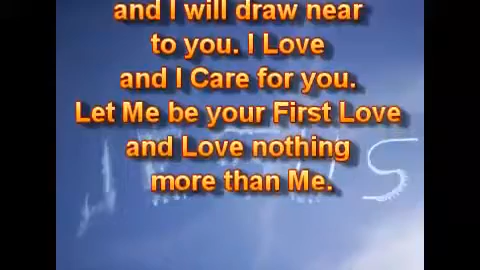 and I will draw near
to you. I Love
and I Care for you.
Let Me be your First Love
and Love nothing
more than Me.
JESUS